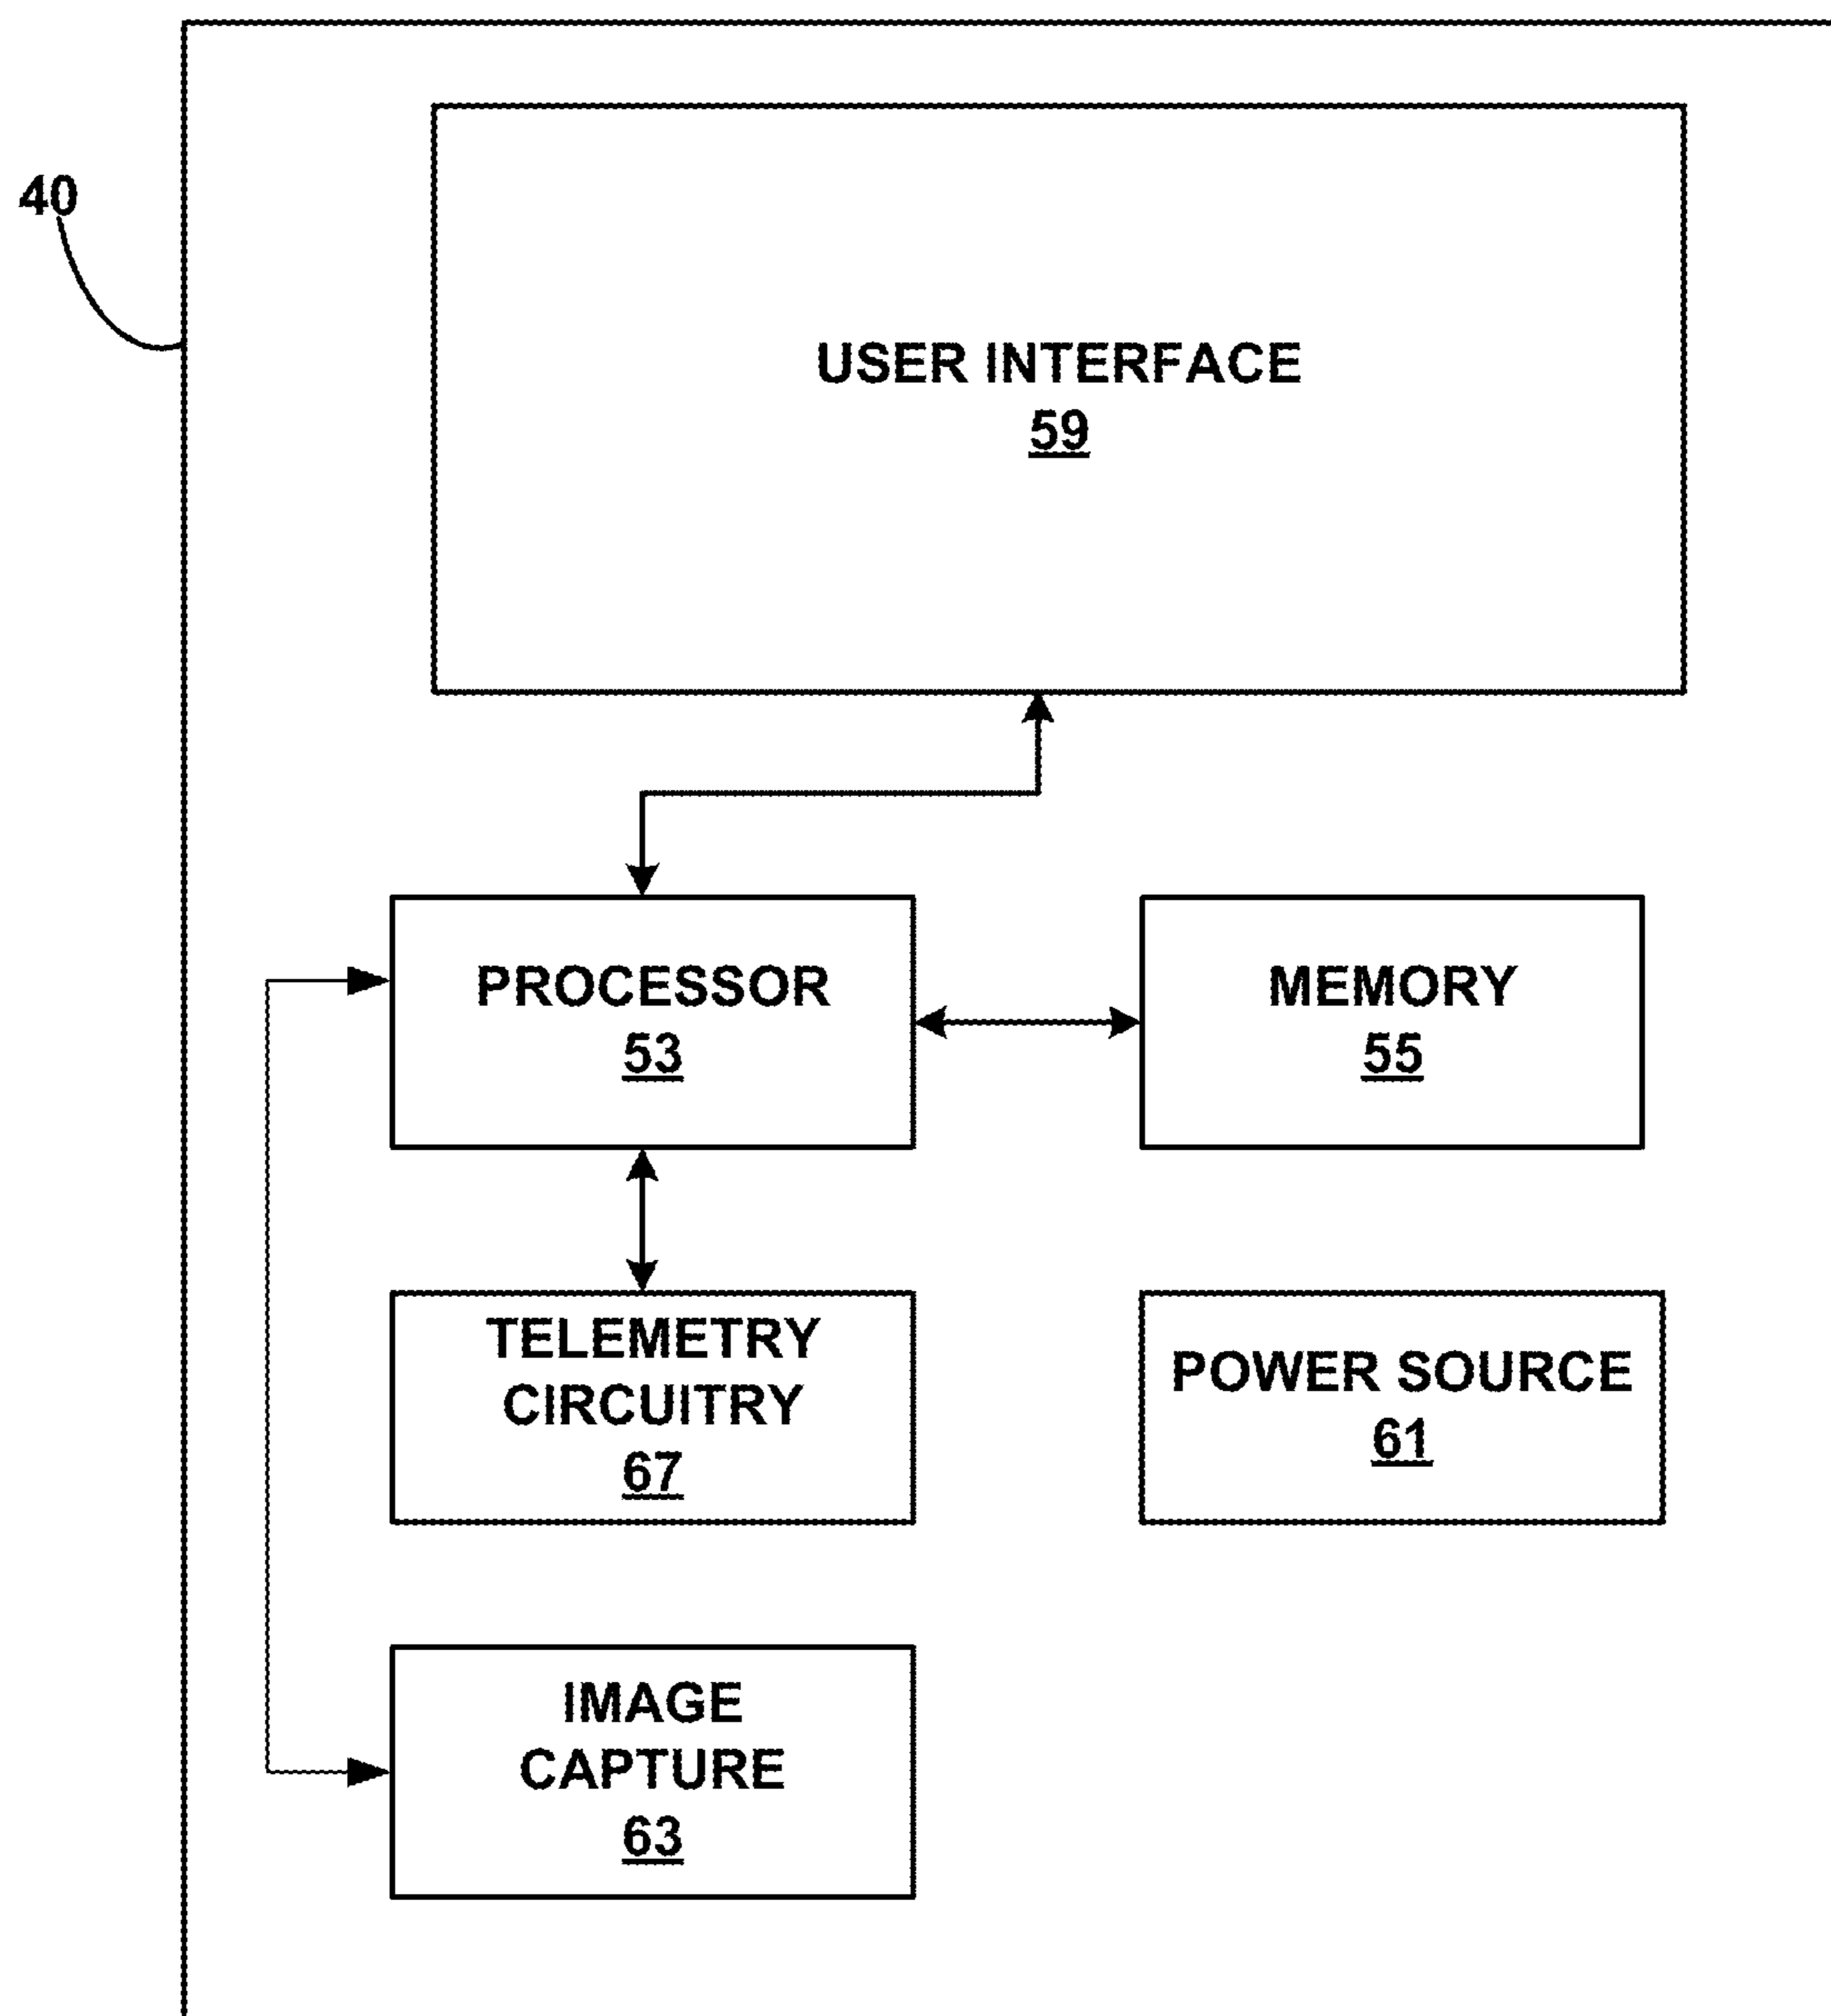 40
USER INTERFACE
59
PROCESSOR
53
MEMORY
55
TELEMETRY
CIRCUITRY
67
POWER SOURCE
61
IMAGE
CAPTURE
63